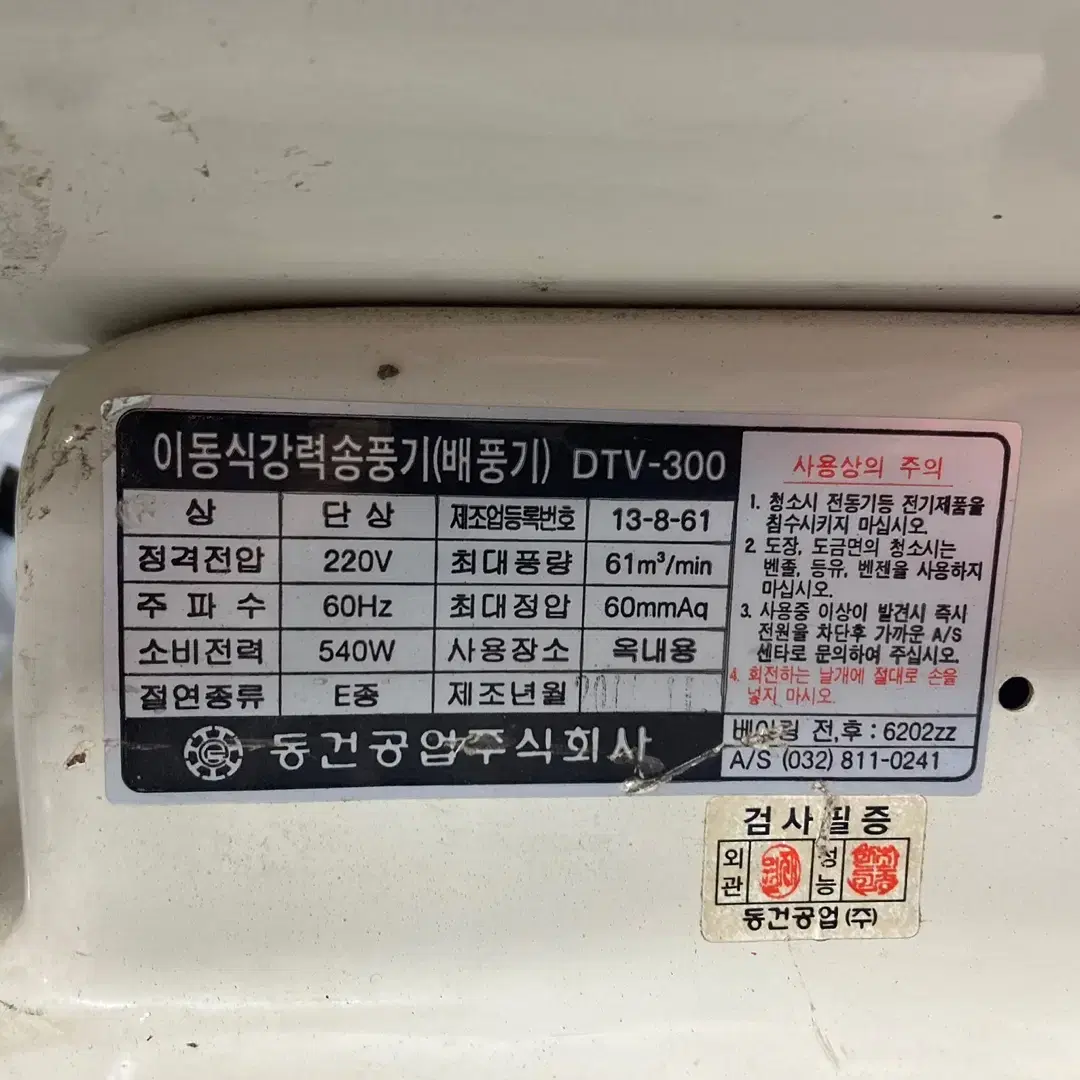 이동식강력송풍기(배풍기) DTV-300
상 단상 제조업등록번호 13-8-61
정격전압 220V 최대풍량 61m³/min
주파수 60Hz 최대정압 60mmAq
소비전력 540W 사용장소 옥내용
절연종류 E종 제조년월
동건공업주식회사
사용상의 주의
1. 청소시 전동기등 전기제품을
침수시키지 마십시오.
2. 도장, 도금면의 청소시는
벤졸, 등유, 벤젠을 사용하지
마십시오.
3. 사용중 이상이 발견시 즉시
전원을 차단후 가까운 A/S
센타로 문의하여 주십시오.
4. 회전하는 날개에 절대로 손을
넣지 마시오.
베아링 전,후 : 6202zz
A/S (032) 811-0241
검사필증
외관 성능
동건공업(주)